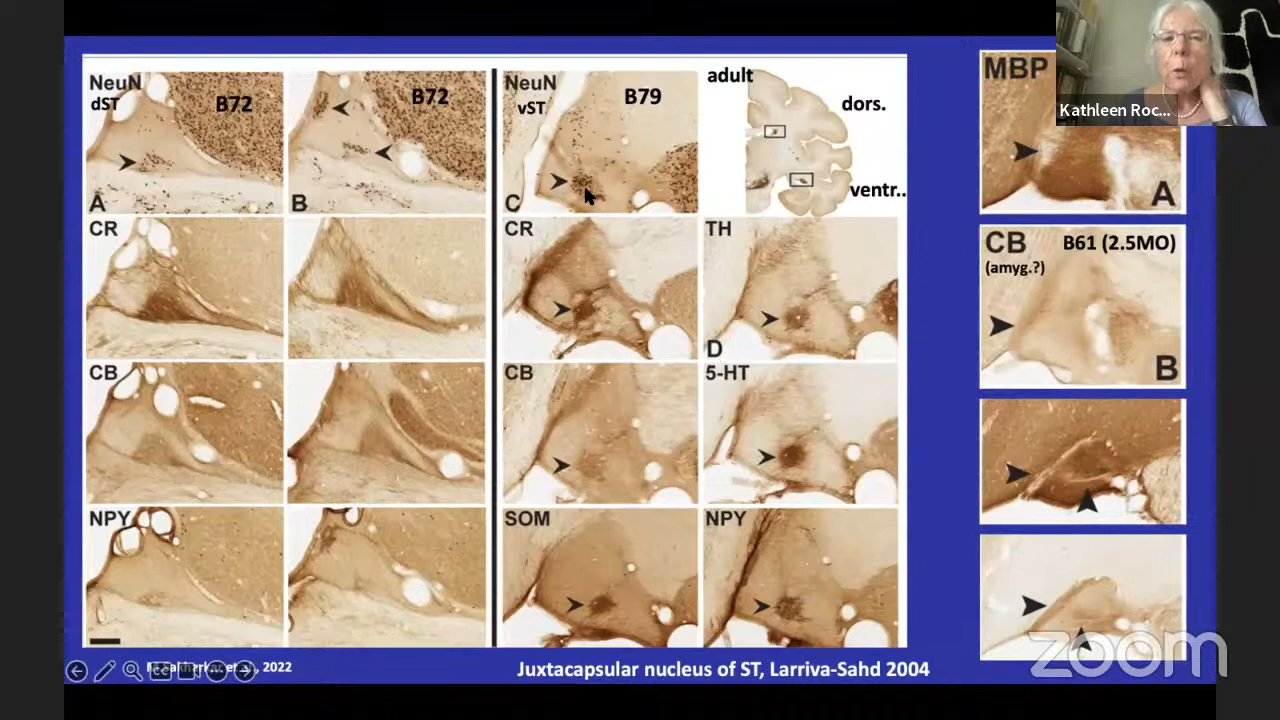 NeuN
dST
B72
B72
NeuN
vST
B79
adult
dors.
ventr..
A
B
C
CR
CR
TH
D
CB
CB
5-HT
NPY
SOM
NPY
MBP
A
CB
B61 (2.5MO)
(amyg.?)
B
Kathleen Roc...
2022
Juxtacapsular nucleus of ST, Larriva-Sahd 2004
zoom